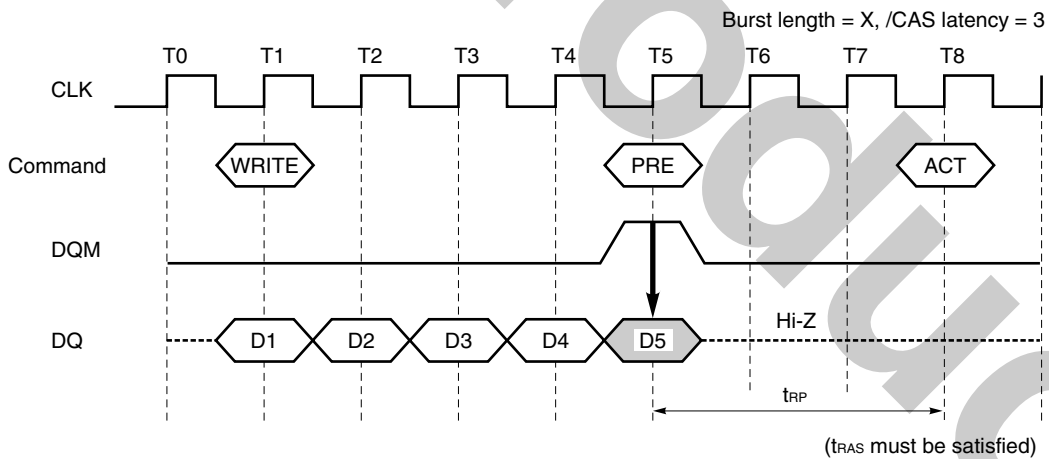 Burst length = X, /CAS latency = 3
T0 T1 T2 T3 T4 T5 T6 T7 T8
CLK
Command WRITE PRE ACT
DQM
DQ D1 D2 D3 D4 D5 Hi-Z
tRP
(tRAS must be satisfied)